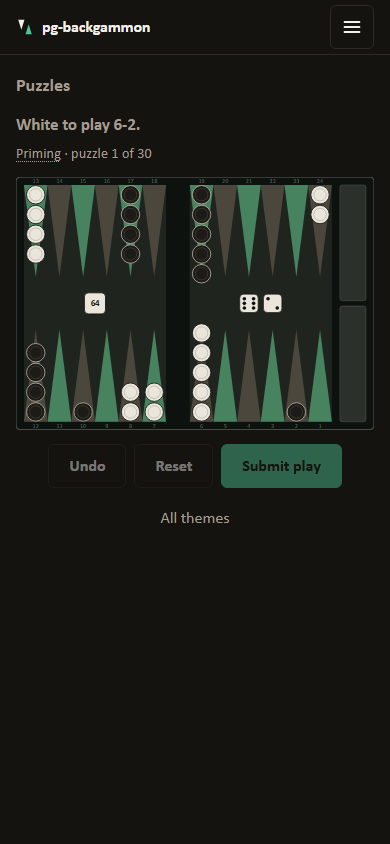 pg-backgammon
Puzzles
White to play 6-2.
Priming · puzzle 1 of 30
13 14 15 16 17 18 19 20 21 22 23 24
64
12 11 10 9 8 7 6 5 4 3 2 1
Undo Reset Submit play
All themes